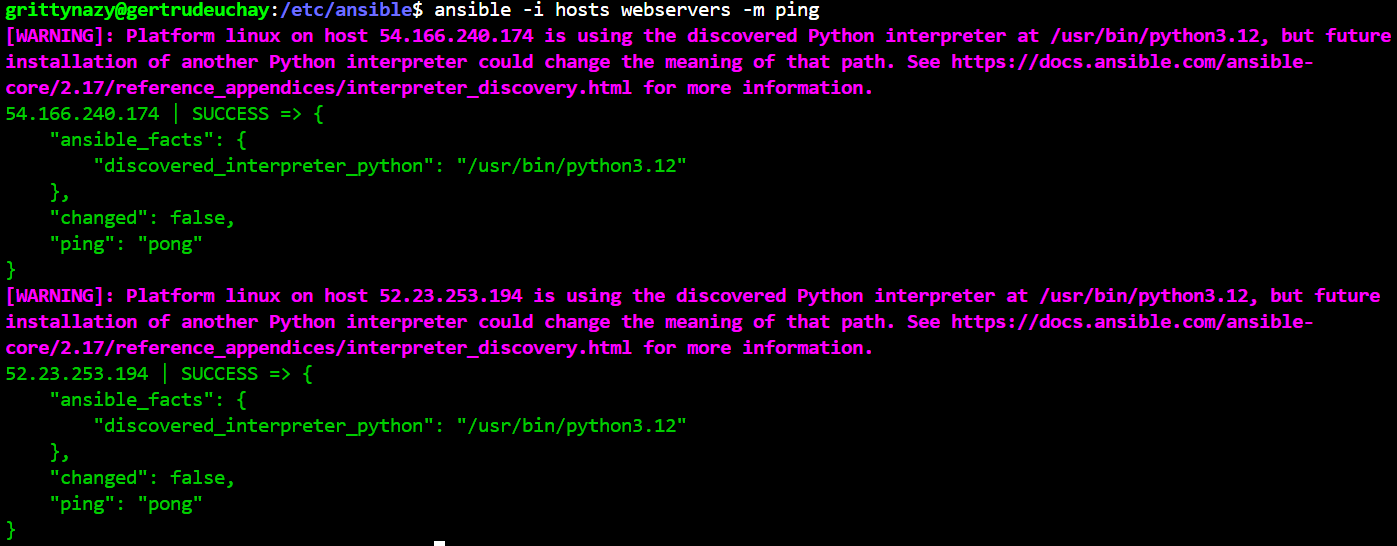 grittynazy@gertrudeuchay:/etc/ansible$ ansible -i hosts webservers -m ping
[WARNING]: Platform linux on host 54.166.240.174 is using the discovered Python interpreter at /usr/bin/python3.12, but future
installation of another Python interpreter could change the meaning of that path. See https://docs.ansible.com/ansible-
core/2.17/reference_appendices/interpreter_discovery.html for more information.
54.166.240.174 | SUCCESS => {
    "ansible_facts": {
        "discovered_interpreter_python": "/usr/bin/python3.12"
    },
    "changed": false,
    "ping": "pong"
}
[WARNING]: Platform linux on host 52.23.253.194 is using the discovered Python interpreter at /usr/bin/python3.12, but future
installation of another Python interpreter could change the meaning of that path. See https://docs.ansible.com/ansible-
core/2.17/reference_appendices/interpreter_discovery.html for more information.
52.23.253.194 | SUCCESS => {
    "ansible_facts": {
        "discovered_interpreter_python": "/usr/bin/python3.12"
    },
    "changed": false,
    "ping": "pong"
}